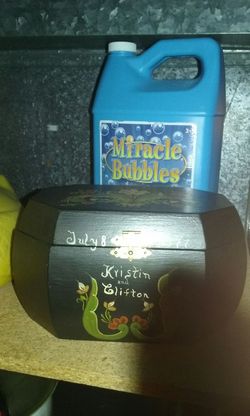 Miracle
Bubbles
July 8
Kristin
and
Clifton